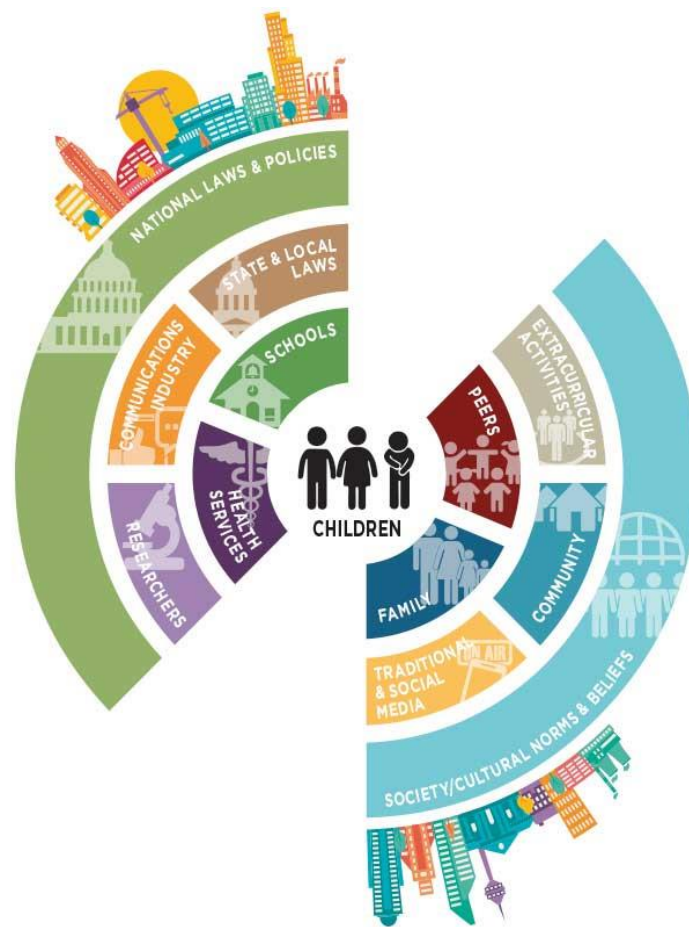 NATIONAL LAWS & POLICIES
STATE & LOCAL
LAWS
SCHOOLS
COMMUNICATIONS
INDUSTRY
HEALTH
SERVICES
RESEARCHERS
CHILDREN
EXTRACURRICULAR
ACTIVITIES
PEERS
COMMUNITY
FAMILY
ON AIR
TRADITIONAL
& SOCIAL
MEDIA
SOCIETY/CULTURAL NORMS & BELIEFS